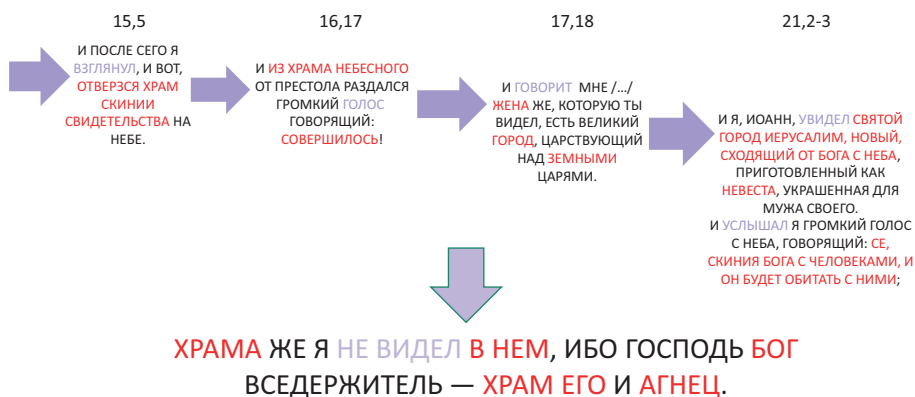 15,5
И ПОСЛЕ СЕГО Я
ВЗГЛЯНУЛ, И ВОТ,
ОТВЕРЗСЯ ХРАМ
СКИНИИ
СВИДЕТЕЛЬСТВА НА
НЕБЕ.
16,17
И ИЗ ХРАМА НЕБЕСНОГО
ОТ ПРЕСТОЛА РАЗДАЛСЯ
ГРОМКИЙ ГОЛОС
ГОВОРЯЩИЙ:
СОВЕРШИЛОСЬ!
17,18
И ГОВОРИТ МНЕ /.../
ЖЕНА ЖЕ, КОТОРУЮ ТЫ
ВИДЕЛ, ЕСТЬ ВЕЛИКИЙ
ГОРОД, ЦАРСТВУЮЩИЙ
НАД ЗЕМНЫМИ
ЦАРЯМИ.
21,2-3
И Я, ИОАНН, УВИДЕЛ СВЯТОЙ
ГОРОД ИЕРУСАЛИМ, НОВЫЙ,
СХОДЯЩИЙ ОТ БОГА С НЕБА,
ПРИГОТОВЛЕННЫЙ КАК
НЕВЕСТА, УКРАШЕННАЯ ДЛЯ
МУЖА СВОЕГО.
И УСЛЫШАЛ Я ГРОМКИЙ ГОЛОС
С НЕБА, ГОВОРЯЩИЙ: СЕ,
СКИНИЯ БОГА С ЧЕЛОВЕКАМИ, И
ОН БУДЕТ ОБИТАТЬ С НИМИ;
ХРАМА ЖЕ Я НЕ ВИДЕЛ В НЕМ, ИБО ГОСПОДЬ БОГ
ВСЕДЕРЖИТЕЛЬ — ХРАМ ЕГО И АГНЕЦ.